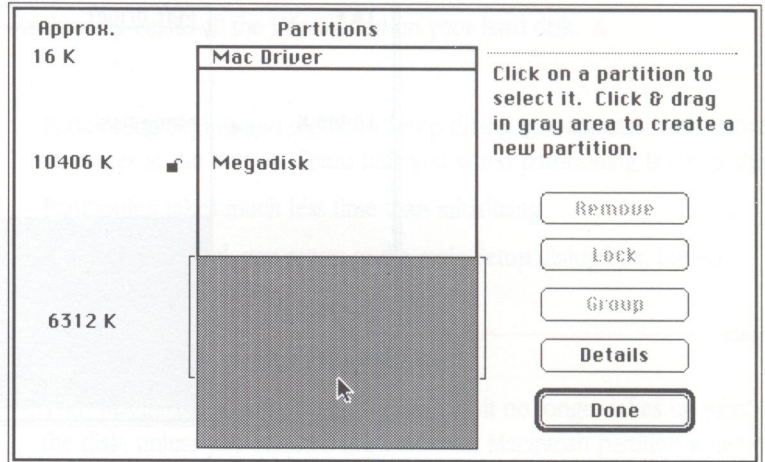 Approx. Partitions
16 K Mac Driver
Click on a partition to
select it. Click & drag
in gray area to create a
new partition.
10406 K Megadisk
Remove
Lock
Group
6312 K
Details
Done